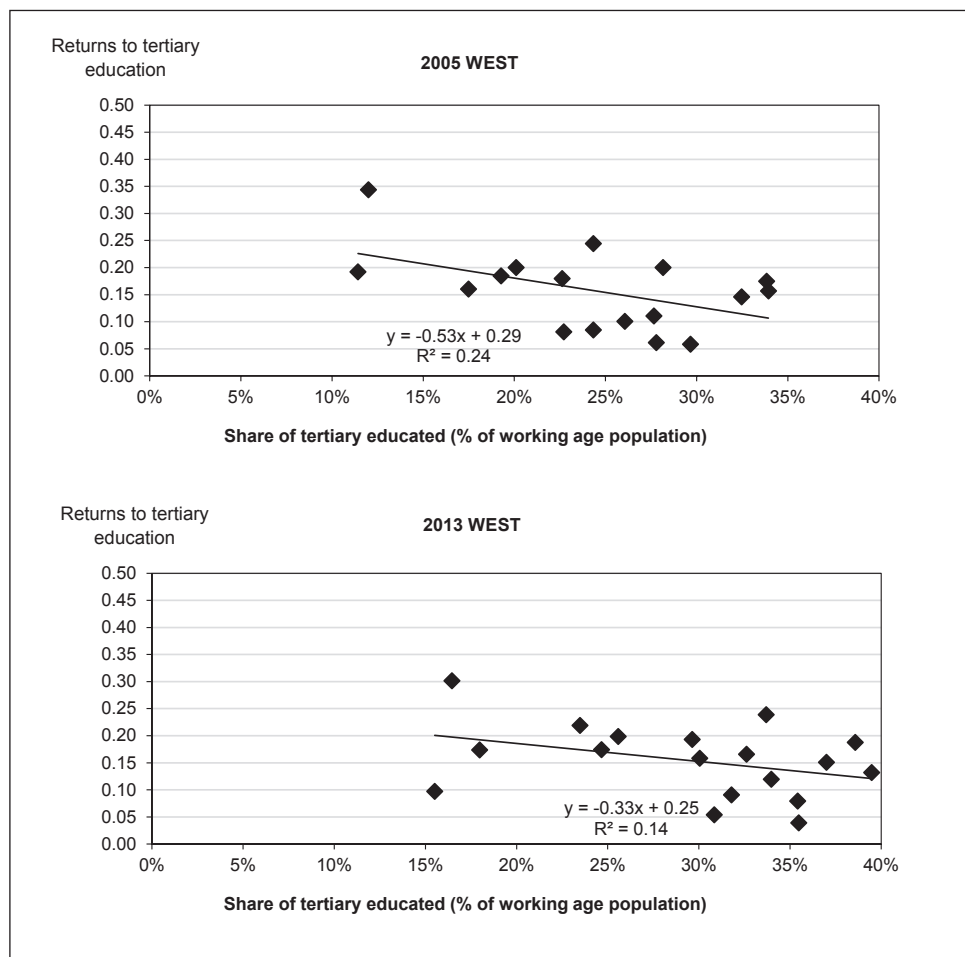 Returns to tertiary
education
2005 WEST
0.50
0.45
0.40
0.35
0.30
0.25
0.20
0.15
0.10
0.05
0.00
y = -0.53x + 0.29
R² = 0.24
0% 5% 10% 15% 20% 25% 30% 35% 40%
Share of tertiary educated (% of working age population)
Returns to tertiary
education
2013 WEST
0.50
0.45
0.40
0.35
0.30
0.25
0.20
0.15
0.10
0.05
0.00
y = -0.33x + 0.25
R² = 0.14
0% 5% 10% 15% 20% 25% 30% 35% 40%
Share of tertiary educated (% of working age population)